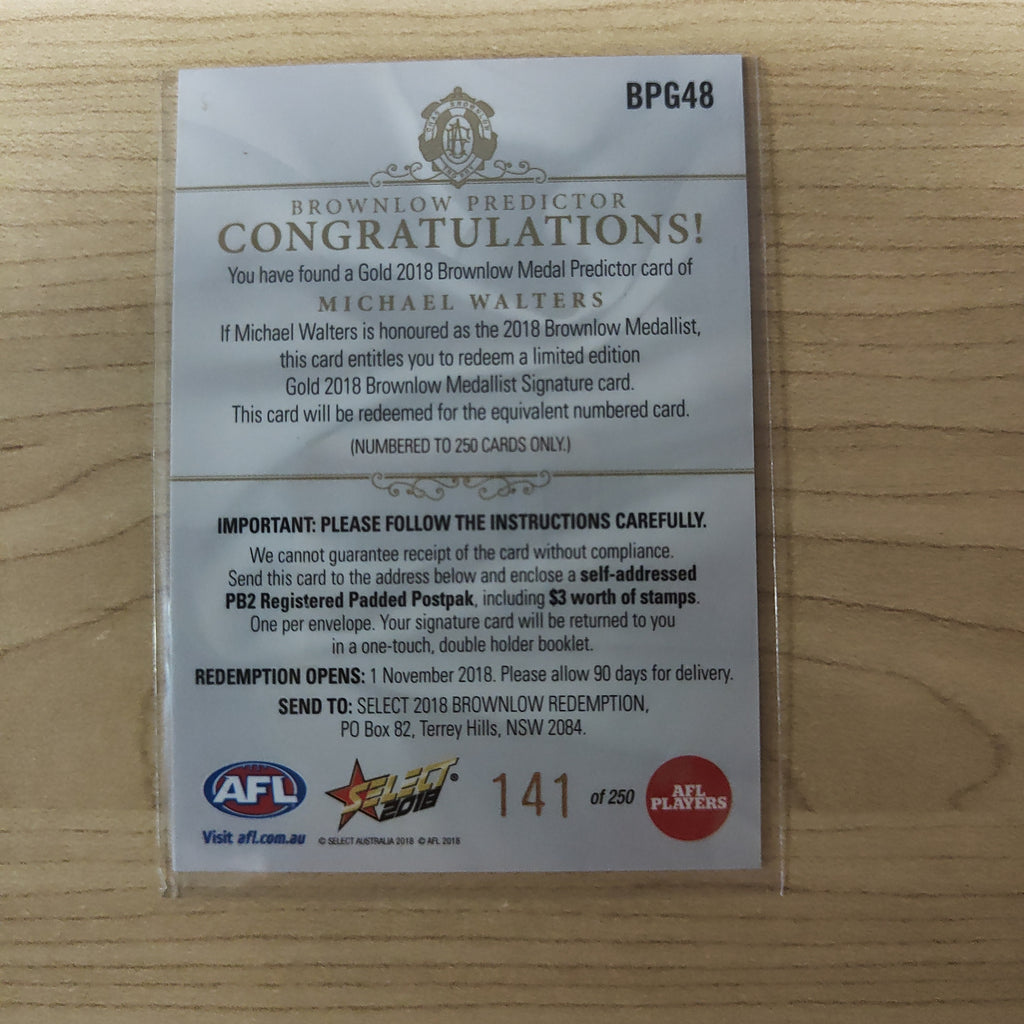 BPG48
BROWNLOW PREDICTOR
CONGRATULATIONS!
You have found a Gold 2018 Brownlow Medal Predictor card of
MICHAEL WALTERS
If Michael Walters is honoured as the 2018 Brownlow Medallist,
this card entitles you to redeem a limited edition
Gold 2018 Brownlow Medallist Signature card.
This card will be redeemed for the equivalent numbered card.
(NUMBERED TO 250 CARDS ONLY.)
IMPORTANT: PLEASE FOLLOW THE INSTRUCTIONS CAREFULLY.
We cannot guarantee receipt of the card without compliance.
Send this card to the address below and enclose a self-addressed
PB2 Registered Padded Postpak, including $3 worth of stamps.
One per envelope. Your signature card will be returned to you
in a one-touch, double holder booklet.
REDEMPTION OPENS: 1 November 2018. Please allow 90 days for delivery.
SEND TO: SELECT 2018 BROWNLOW REDEMPTION,
PO Box 82, Terrey Hills, NSW 2084.
AFL
Visit afl.com.au
SELECT®
2018
© SELECT AUSTRALIA 2018 © AFL 2018
141 of 250
AFL
PLAYERS